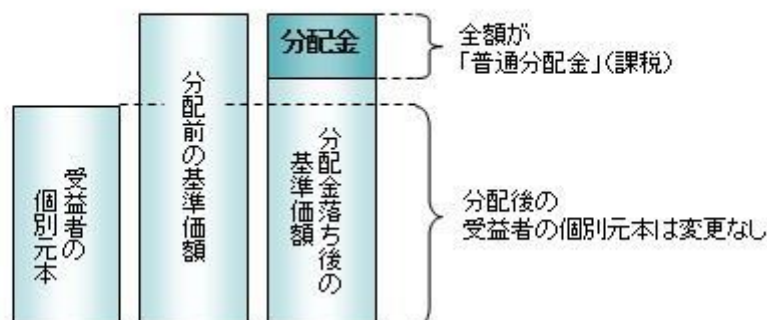 受益者の
個別元本
分配前の基準価額
分配金
分配金落ち後の
基準価額
全額が
「普通分配金」(課税)
分配後の
受益者の個別元本は変更なし